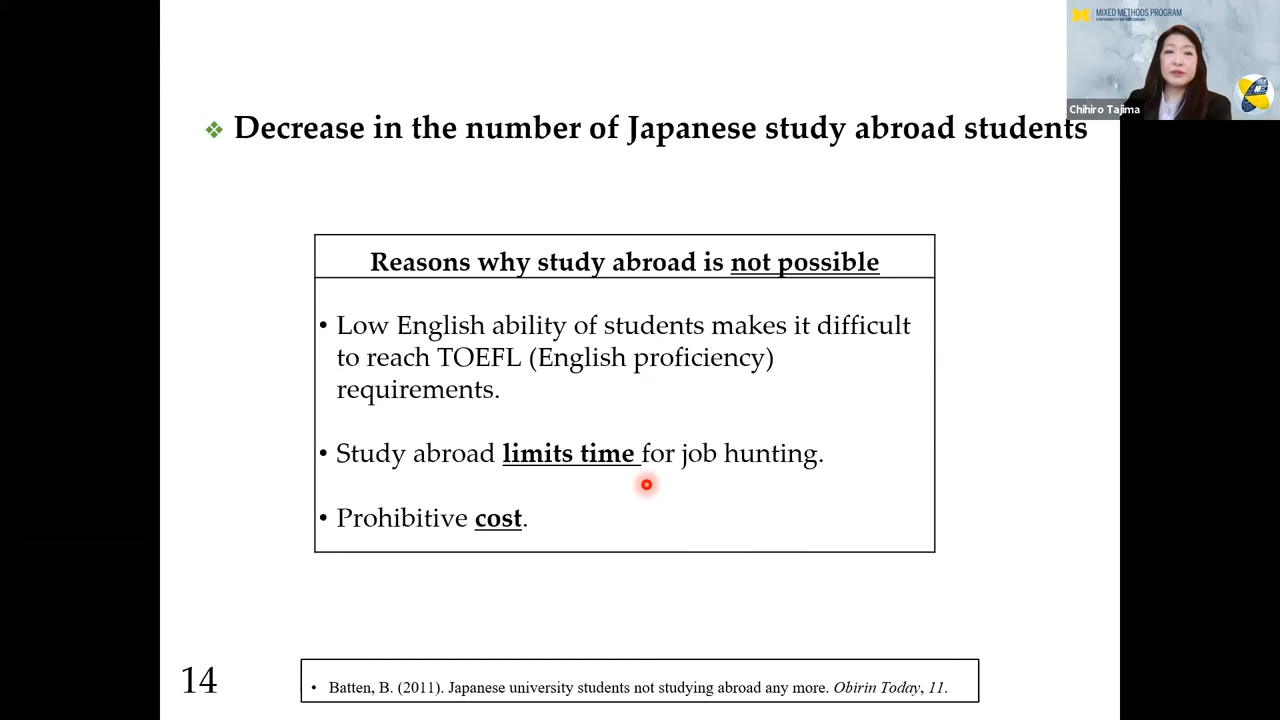 MIXED METHODS PROGRAM
UNIVERSITY OF MICHIGAN
Chihiro Tajima
❖ Decrease in the number of Japanese study abroad students
Reasons why study abroad is not possible
• Low English ability of students makes it difficult
to reach TOEFL (English proficiency)
requirements.
• Study abroad limits time for job hunting.
• Prohibitive cost.
14
• Batten, B. (2011). Japanese university students not studying abroad any more. Obirin Today, 11.